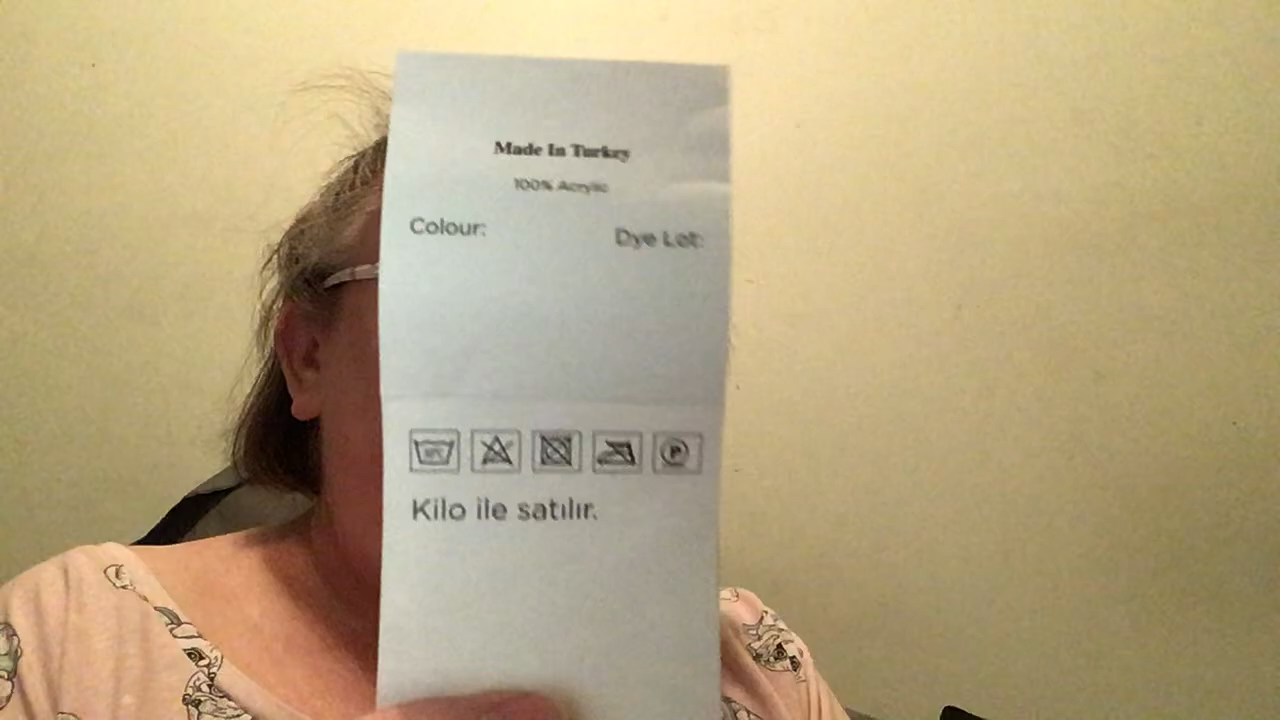 Made In Turkey
100% Acrylic
Colour: Dye Lot:
P
Kilo ile satılır.